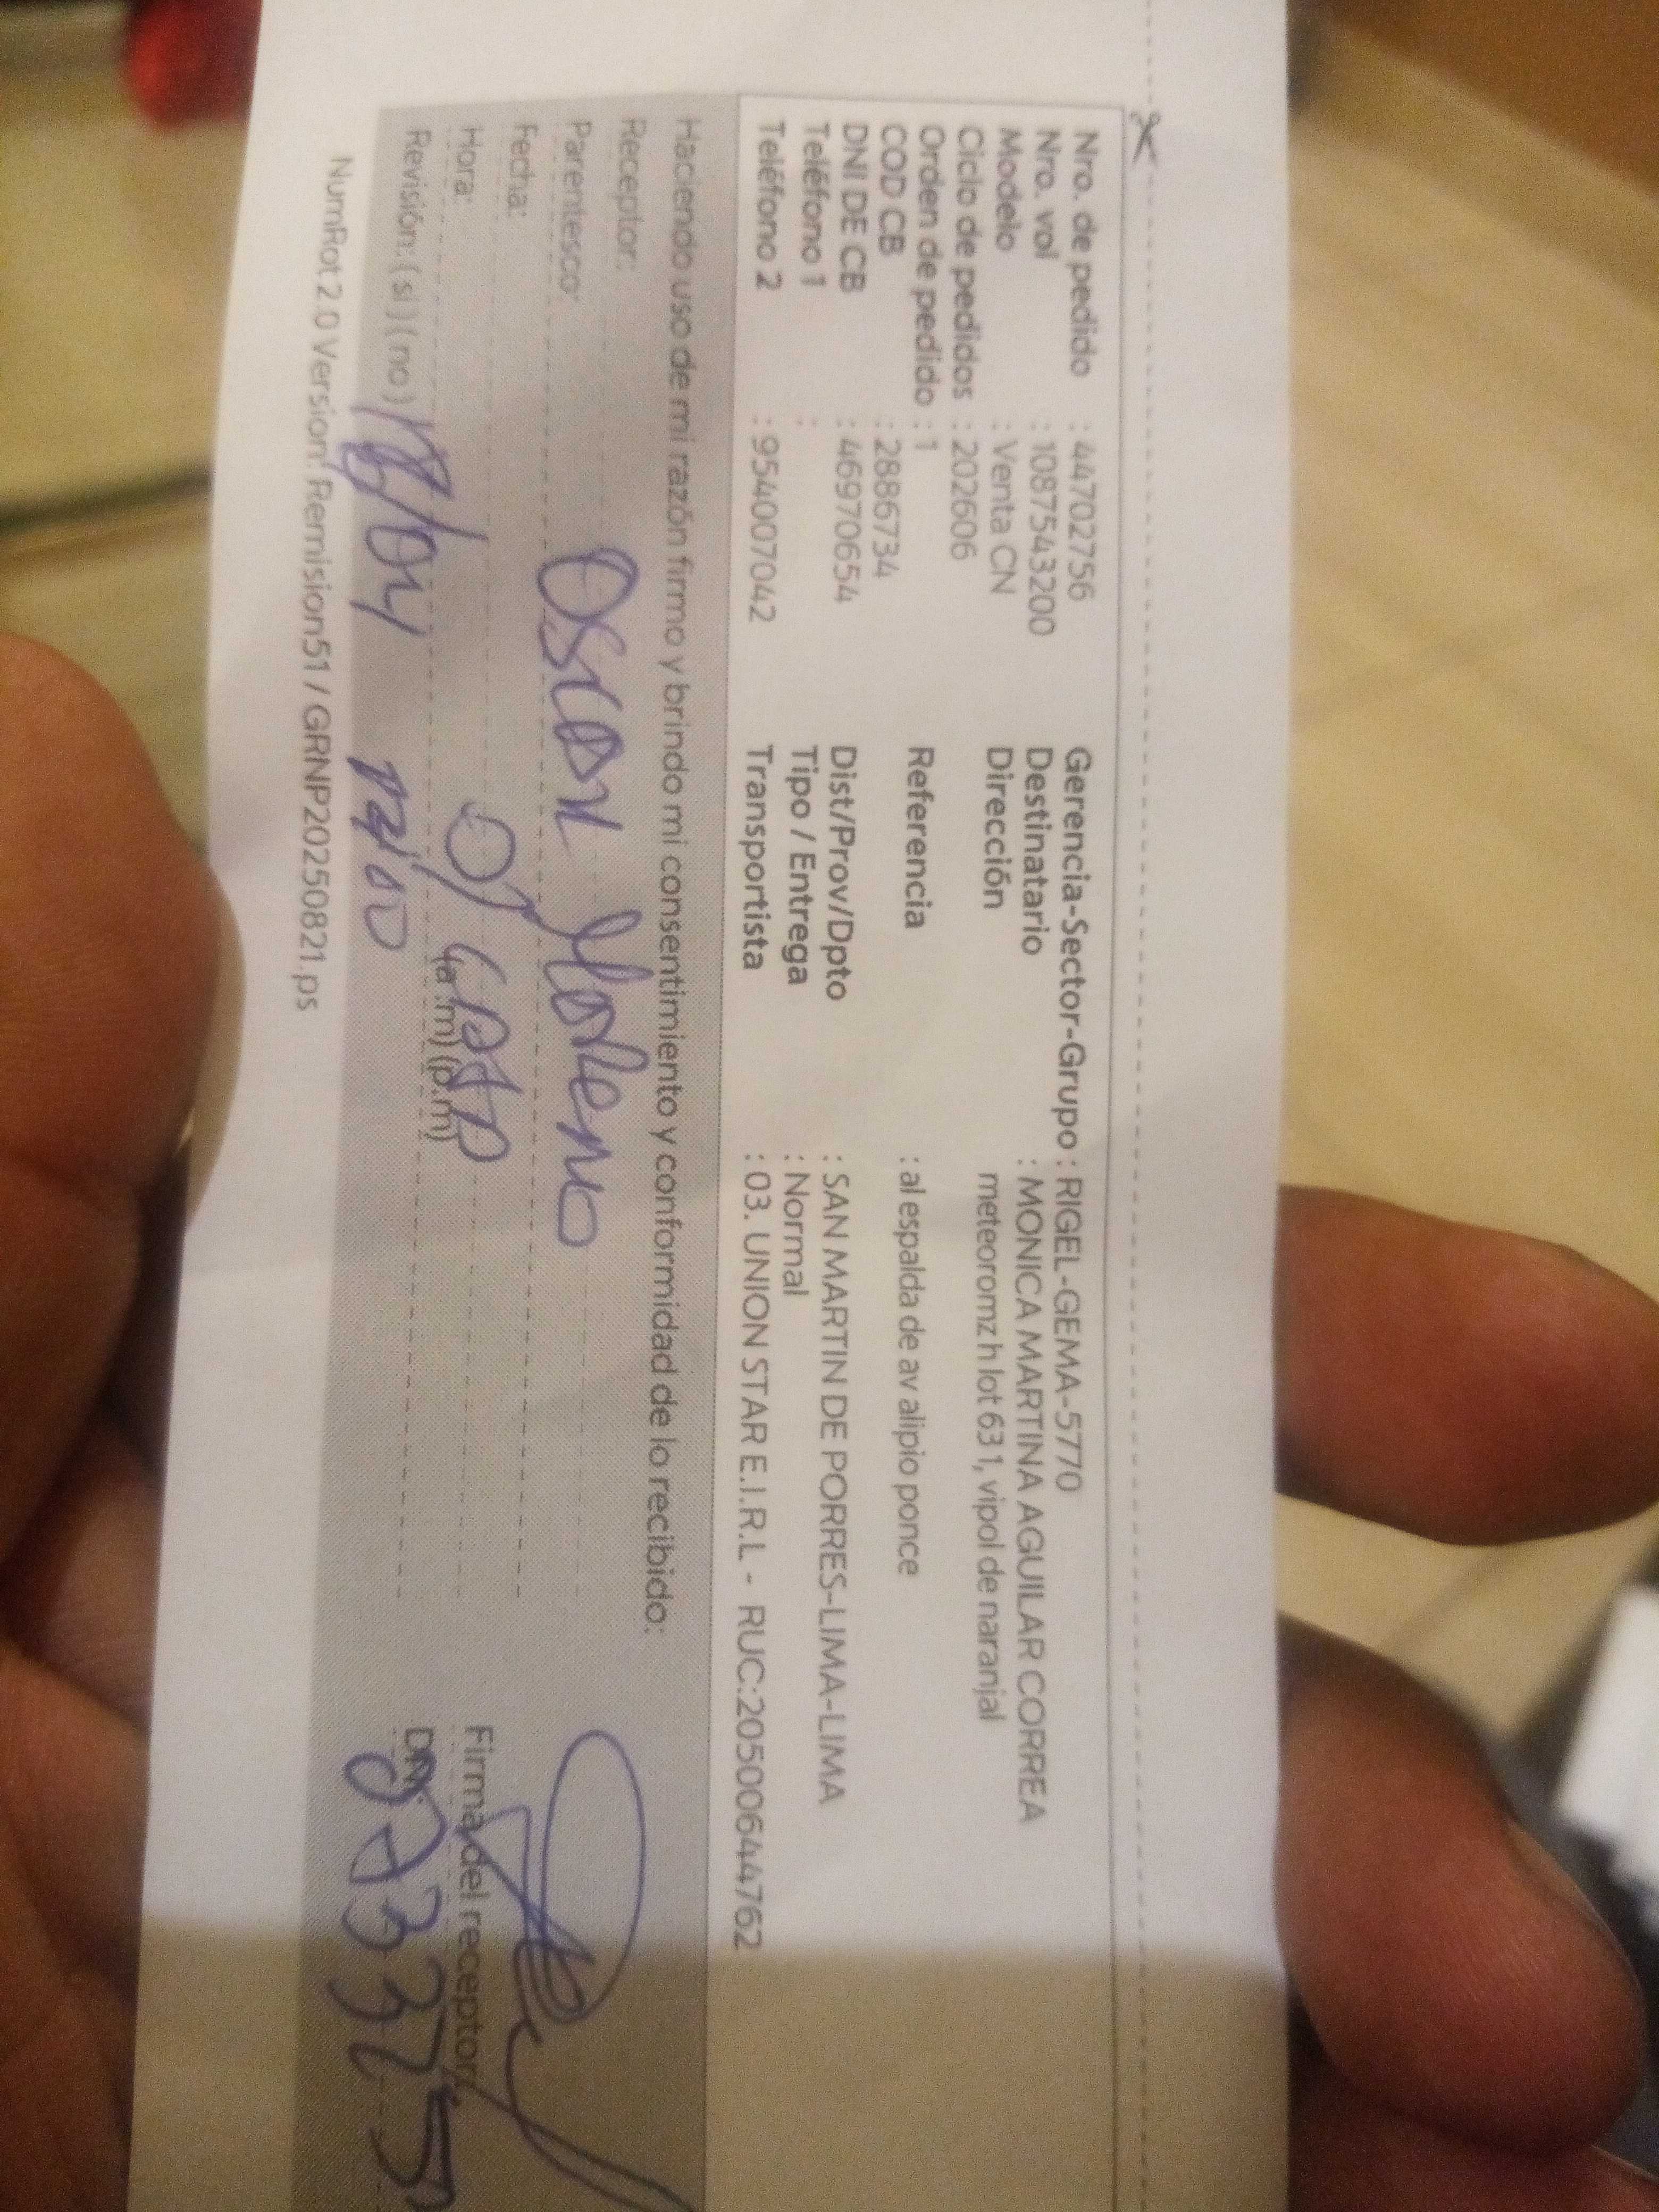 Nro. de pedido : 44702756
Nro. vol : 1087543200
Modelo : Venta CN
Ciclo de pedidos : 202606
Orden de pedido : 1
COD CB : 2886734
DNI DE CB : 46970654
Teléfono 1 :
Teléfono 2 : 954007042
Gerencia-Sector-Grupo : RIGEL-GEMA-5770
Destinatario : MONICA MARTINA AGUILAR CORREA
Dirección meteoromz h lot 63 1, vipol de naranjal
Referencia : al espalda de av alipio ponce
Dist/Prov/Dpto : SAN MARTIN DE PORRES-LIMA-LIMA
Tipo / Entrega : Normal
Transportista : 03. UNION STAR E.I.R.L - RUC:20500644762
Haciendo uso de mi razón firmo y brindo mi consentimiento y conformidad de lo recibido:
Receptor:
Parentesco: Oscar Moreno
Fecha:
Hora: (a.m) (p.m)
Revisión: (si) (no)
Firma del receptor
DNI:
NumRot 2.0 Version: Remision51 / GRNP20250821.ps